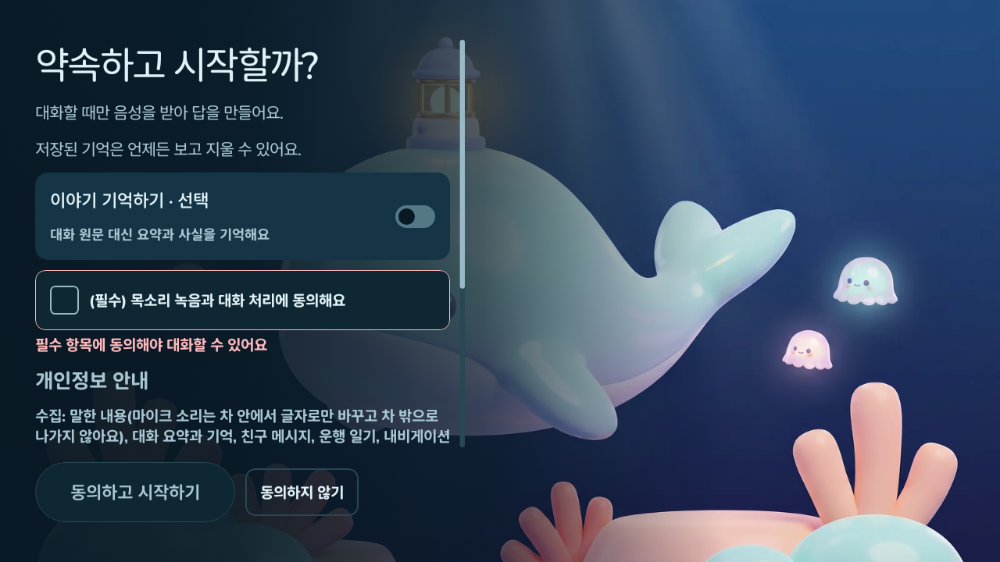 약속하고 시작할까?
대화할 때만 음성을 받아 답을 만들어요.
저장된 기억은 언제든 보고 지울 수 있어요.
이야기 기억하기 · 선택
대화 원문 대신 요약과 사실을 기억해요
(필수) 목소리 녹음과 대화 처리에 동의해요
필수 항목에 동의해야 대화할 수 있어요
개인정보 안내
수집: 말한 내용(마이크 소리는 차 안에서 글자로만 바꾸고 차 밖으로
나가지 않아요), 대화 요약과 기억, 친구 메시지, 운행 일기, 내비게이션
동의하고 시작하기
동의하지 않기